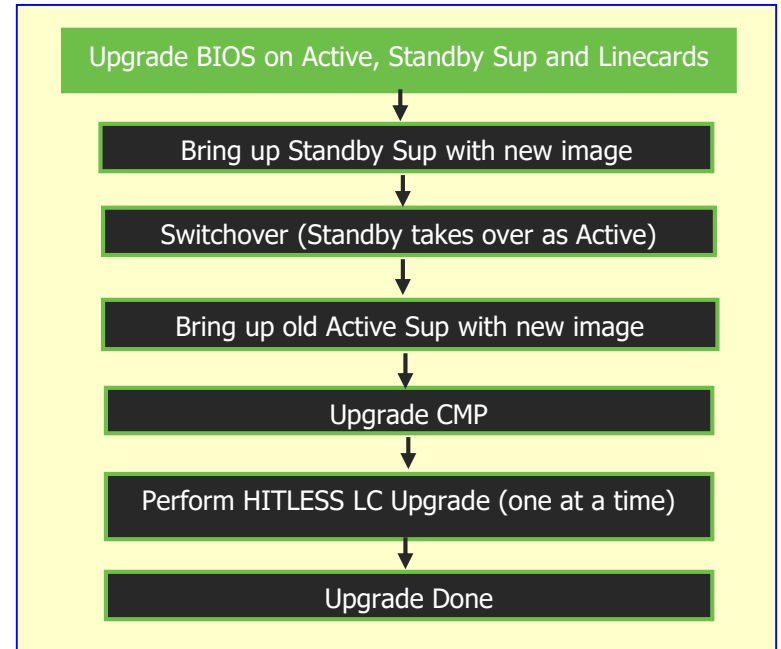 Upgrade BIOS on Active, Standby Sup and Linecards
Bring up Standby Sup with new image
Switchover (Standby takes over as Active)
Bring up old Active Sup with new image
Upgrade CMP
Perform HITLESS LC Upgrade (one at a time)
Upgrade Done